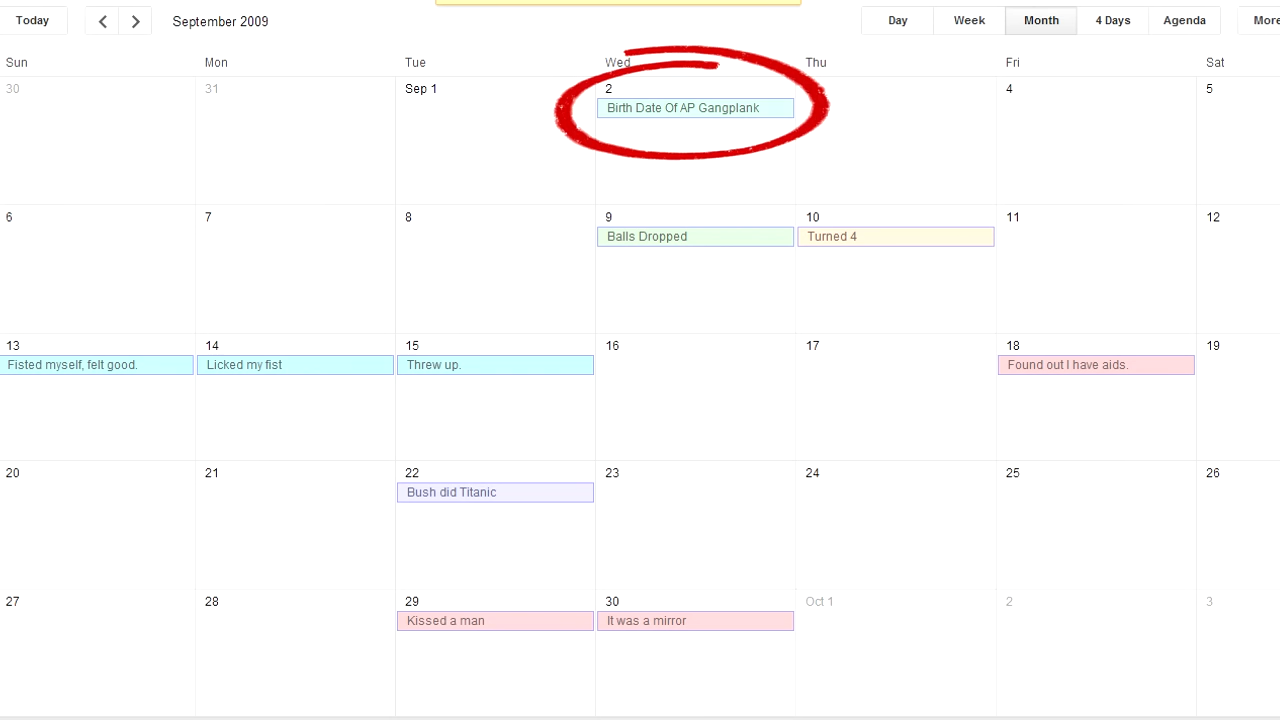 Today
September 2009
Day Week Month 4 Days Agenda More
Sun Mon Tue Wed Thu Fri Sat
30 31 Sep 1 2 4 5
Birth Date Of AP Gangplank
6 7 8 9 10 11 12
Balls Dropped Turned 4
13 14 15 16 17 18 19
Fisted myself, felt good. Licked my fist Threw up. Found out I have aids.
20 21 22 23 24 25 26
Bush did Titanic
27 28 29 30 Oct 1 2 3
Kissed a man It was a mirror